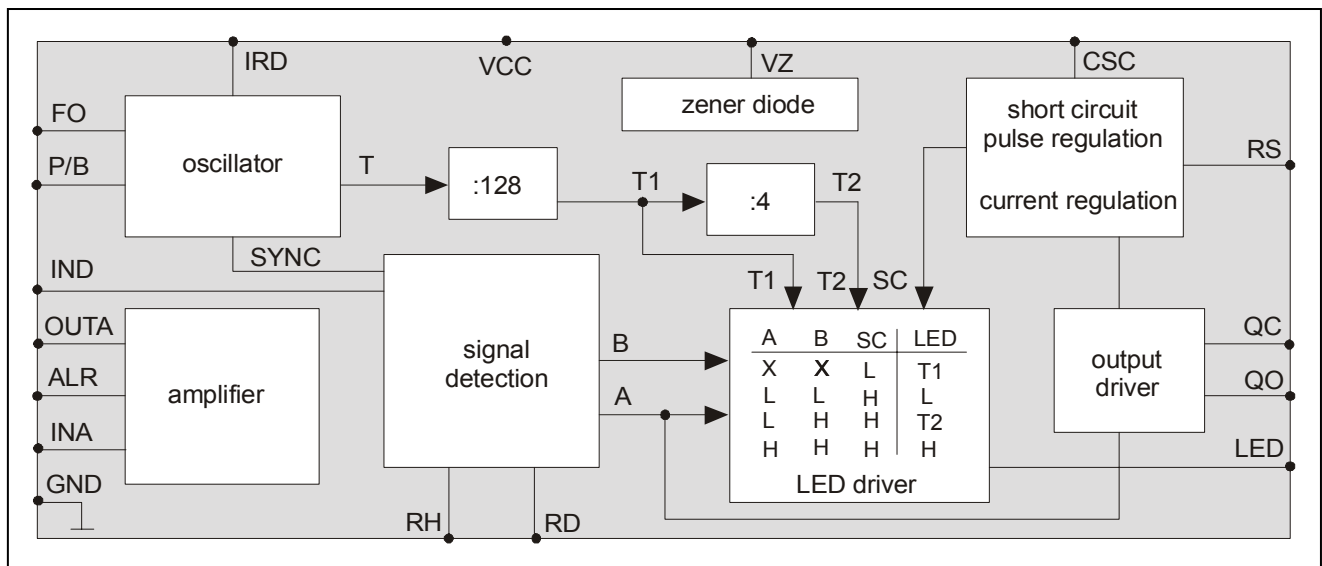 IRD
VCC
VZ
CSC
FO
P/B
oscillator
T
:128
T1
:4
T2
zener diode
short circuit
pulse regulation
current regulation
RS
SYNC
IND
T1
T2
SC
OUTA
ALR
INA
GND
amplifier
signal
detection
B
A
A B SC LED
X X L T1
L L H L
L H H T2
H H H H
LED driver
output
driver
QC
QO
LED
RH
RD